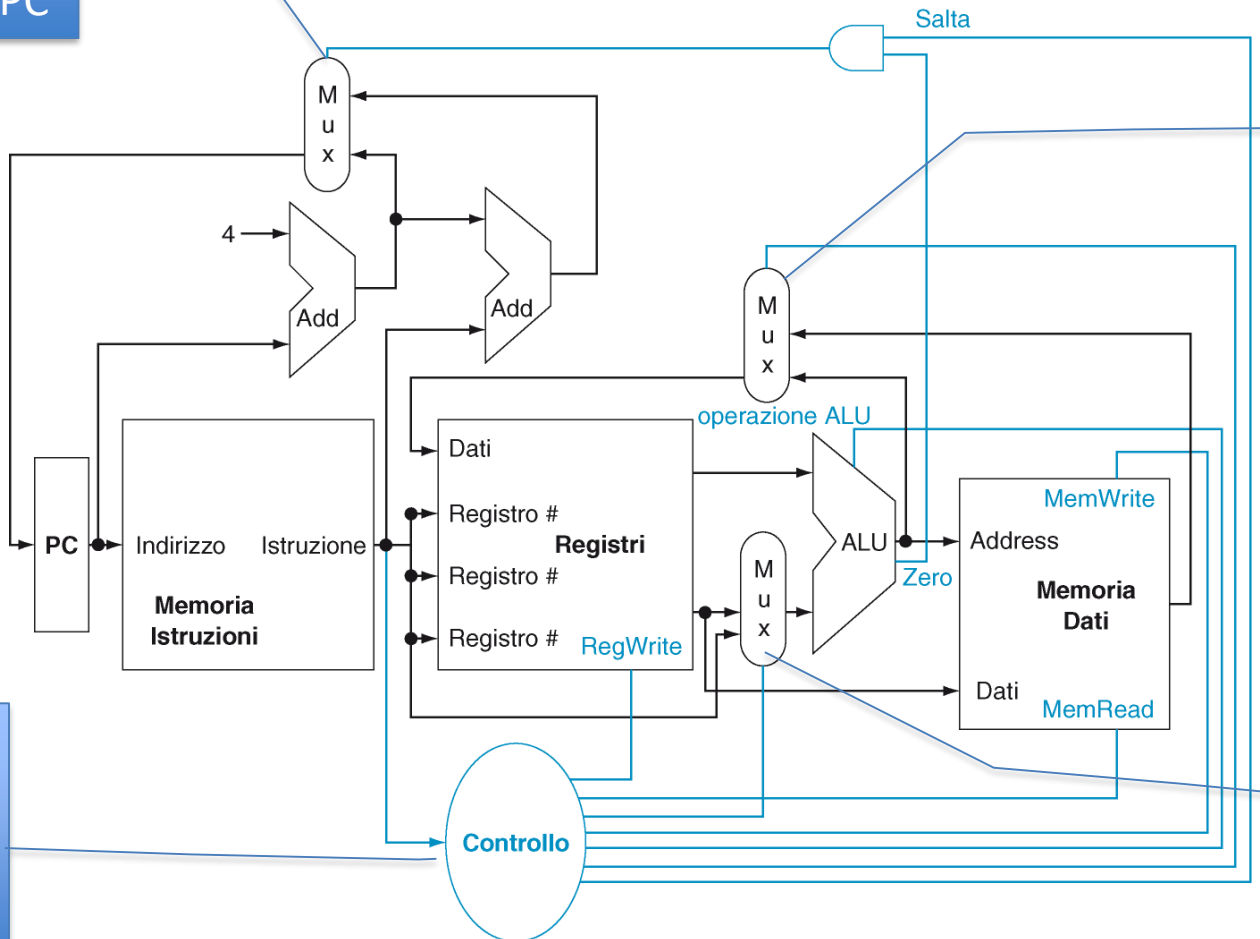 PC
Salta
M
u
x
4
Add
Add
M
u
x
operazione ALU
Dati
MemWrite
Registro #
PC
Indirizzo
Istruzione
Registri
ALU
Address
M
u
x
Registro #
Zero
Memoria
Dati
Memoria
Istruzioni
Registro #
RegWrite
Dati
MemRead
Controllo